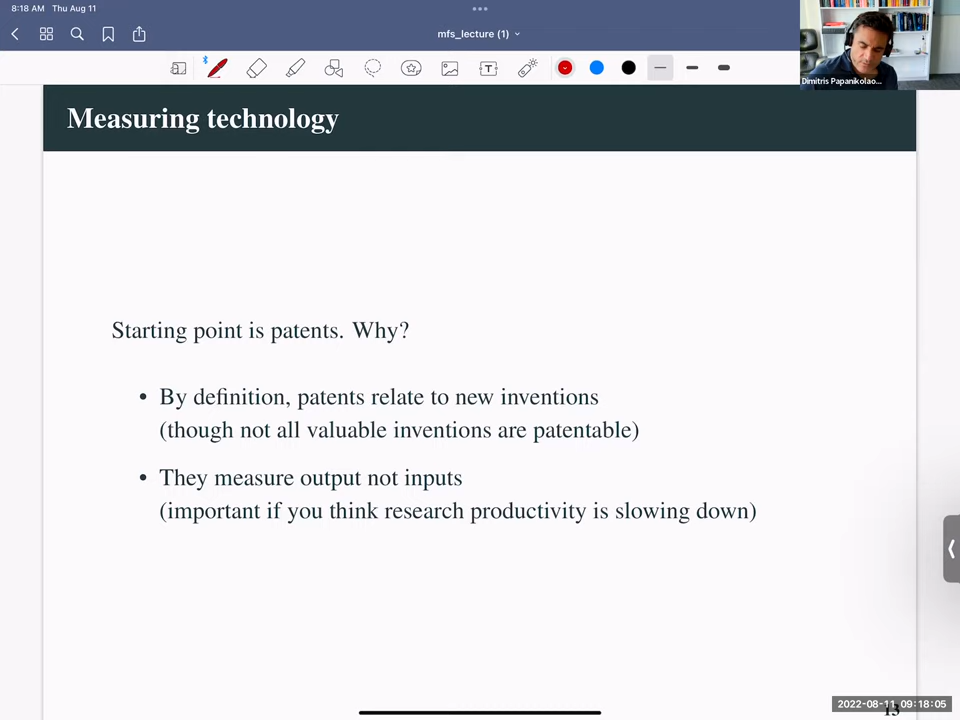 8:18 AM Thu Aug 11
mfs_lecture (1)
T
Dimitris Papanikolao...
Measuring technology
Starting point is patents. Why?
• By definition, patents relate to new inventions
(though not all valuable inventions are patentable)
• They measure output not inputs
(important if you think research productivity is slowing down)
2022-08-11 09:18:05
13